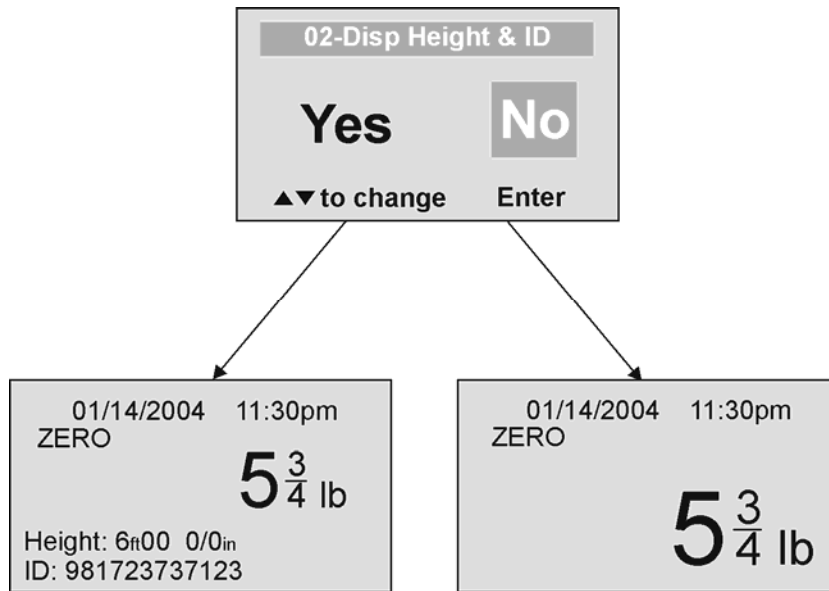 02-Disp Height & ID
Yes No
▲▼ to change Enter
01/14/2004 11:30pm
ZERO
5 3/4 lb
Height: 6ft00 0/0in
ID: 981723737123
01/14/2004 11:30pm
ZERO
5 3/4 lb